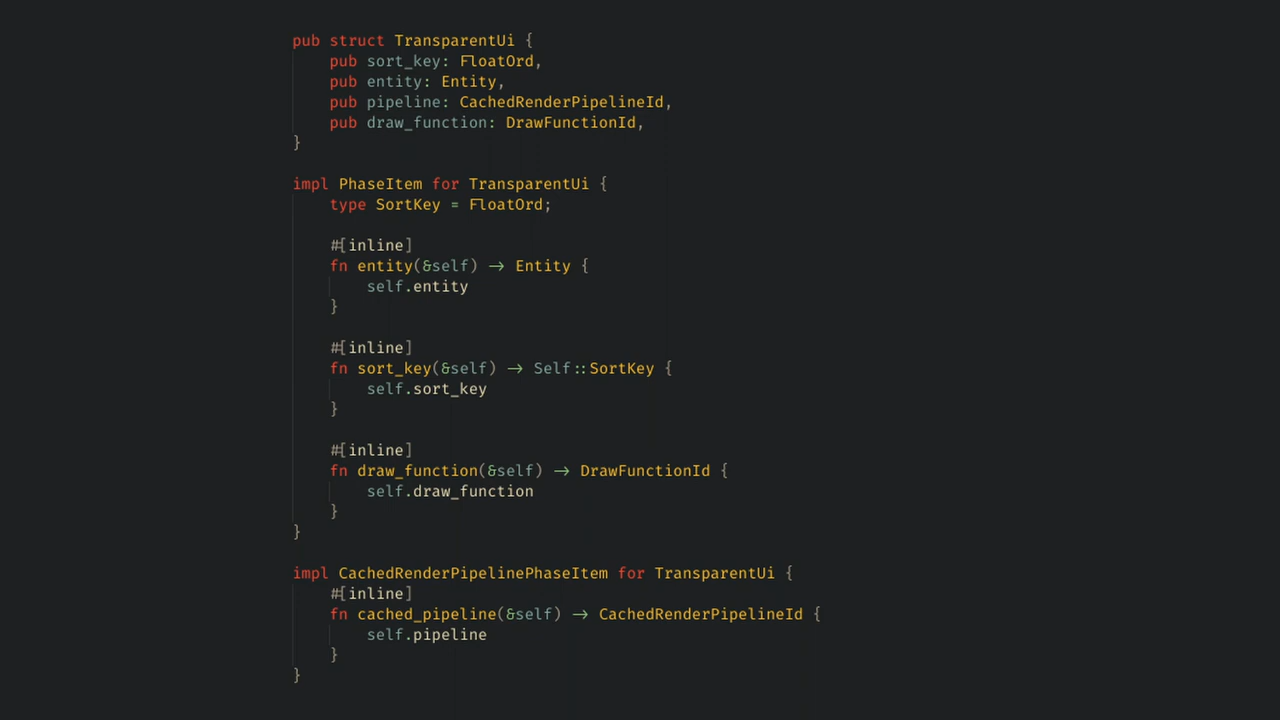 pub struct TransparentUi {
    pub sort_key: FloatOrd,
    pub entity: Entity,
    pub pipeline: CachedRenderPipelineId,
    pub draw_function: DrawFunctionId,
}

impl PhaseItem for TransparentUi {
    type SortKey = FloatOrd;

    #[inline]
    fn entity(&self) -> Entity {
        self.entity
    }

    #[inline]
    fn sort_key(&self) -> Self::SortKey {
        self.sort_key
    }

    #[inline]
    fn draw_function(&self) -> DrawFunctionId {
        self.draw_function
    }
}

impl CachedRenderPipelinePhaseItem for TransparentUi {
    #[inline]
    fn cached_pipeline(&self) -> CachedRenderPipelineId {
        self.pipeline
    }
}